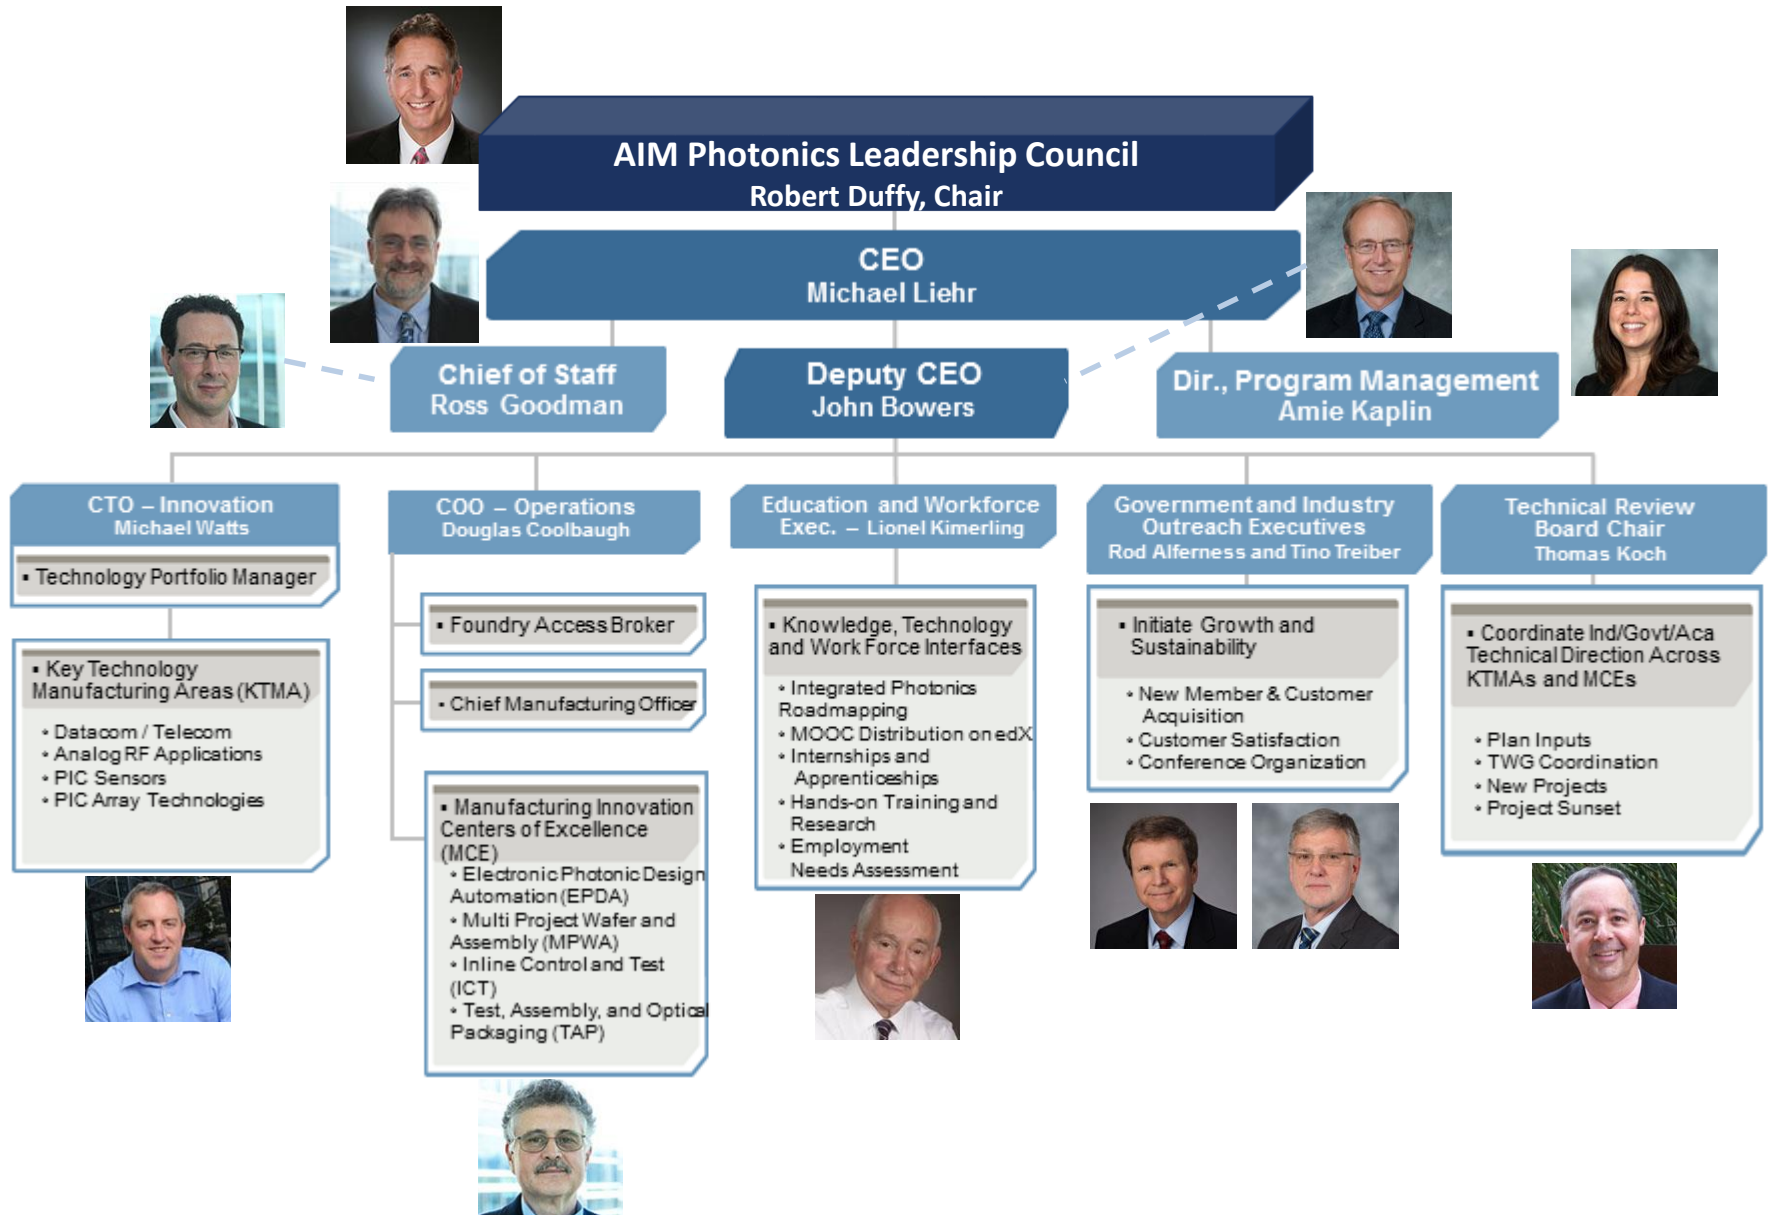 AIM Photonics Leadership Council
Robert Duffy, Chair
CEO
Michael Liehr
Chief of Staff
Ross Goodman
Deputy CEO
John Bowers
Dir., Program Management
Amie Kaplin
CTO – Innovation
Michael Watts
▪ Technology Portfolio Manager
▪ Key Technology
Manufacturing Areas (KTMA)
• Datacom / Telecom
• Analog RF Applications
• PIC Sensors
• PIC Array Technologies
COO – Operations
Douglas Coolbaugh
▪ Foundry Access Broker
▪ Chief Manufacturing Officer
▪ Manufacturing Innovation
Centers of Excellence
(MCE)
• Electronic Photonic Design
Automation (EPDA)
• Multi Project Wafer and
Assembly (MPWA)
• Inline Control and Test
(ICT)
• Test, Assembly, and Optical
Packaging (TAP)
Education and Workforce
Exec. – Lionel Kimerling
▪ Knowledge, Technology
and Work Force Interfaces
• Integrated Photonics
Roadmapping
• MOOC Distribution on edX
• Internships and
Apprenticeships
• Hands-on Training and
Research
• Employment
Needs Assessment
Government and Industry
Outreach Executives
Rod Alferness and Tino Treiber
▪ Initiate Growth and
Sustainability
• New Member & Customer
Acquisition
• Customer Satisfaction
• Conference Organization
Technical Review
Board Chair
Thomas Koch
▪ Coordinate Ind/Govt/Aca
Technical Direction Across
KTMAs and MCEs
• Plan Inputs
• TWG Coordination
• New Projects
• Project Sunset